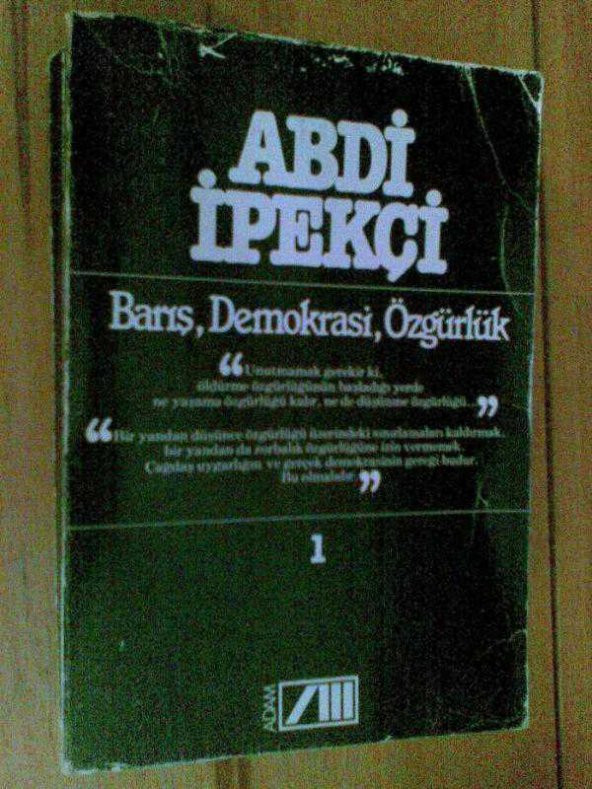 ABDİ
İPEKÇİ
Barış, Demokrasi, Özgürlük
“Unutmamak gerekir ki,
öldürme özgürlüğünün başladığı yerde
ne yaşama özgürlüğü kalır, ne de düşünme özgürlüğü...”
“Bir yandan düşünce özgürlüğü üzerindeki sınırlamaları kaldırmak,
bir yandan da zorbalık özgürlüğüne izin vermemek.
Çağdaş uygarlığın ve gerçek demokrasinin gereği budur.
Bu olmalıdır.”
1
ADAM